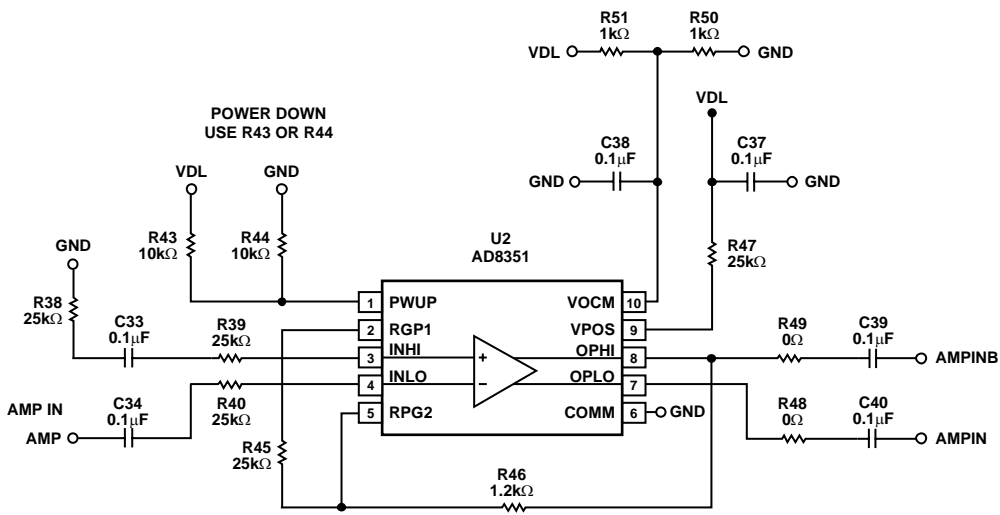 R51
1kΩ
R50
1kΩ
VDL
GND
VDL
POWER DOWN
USE R43 OR R44
C38
0.1μF
C37
0.1μF
VDL
GND
GND
GND
R43
10kΩ
R44
10kΩ
U2
AD8351
R47
25kΩ
GND
R38
25kΩ
1
PWUP
VOCM
10
C33
0.1μF
R39
25kΩ
2
RGP1
VPOS
9
R49
0Ω
C39
0.1μF
3
INHI
+
OPHI
8
AMPINB
4
INLO
–
OPLO
7
AMP IN
C34
0.1μF
R40
25kΩ
5
RPG2
COMM
6
GND
R48
0Ω
C40
0.1μF
AMP
AMPIN
R45
25kΩ
R46
1.2kΩ